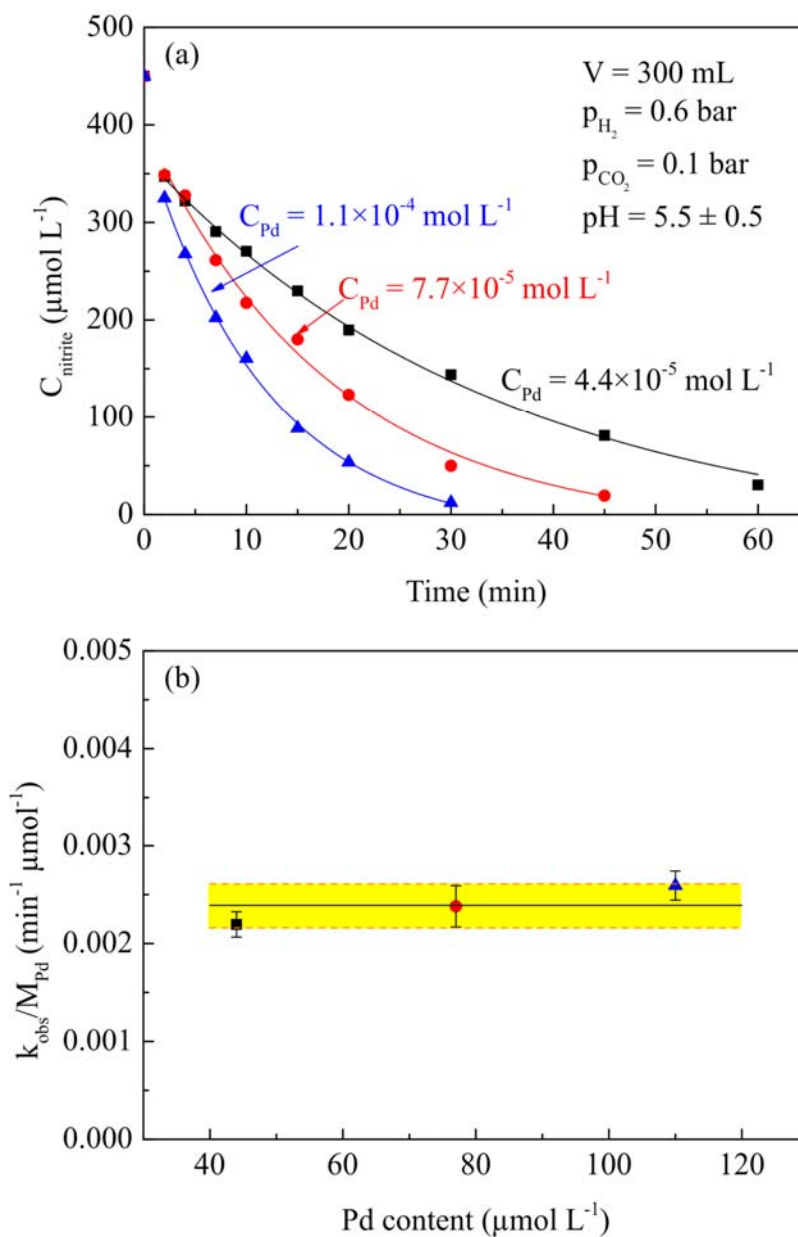 (a)
V = 300 mL
p_H₂ = 0.6 bar
p_CO₂ = 0.1 bar
pH = 5.5 ± 0.5
C_Pd = 1.1×10⁻⁴ mol L⁻¹
C_Pd = 7.7×10⁻⁵ mol L⁻¹
C_Pd = 4.4×10⁻⁵ mol L⁻¹
C_nitrite (μmol L⁻¹)
500
400
300
200
100
0
0 10 20 30 40 50 60
Time (min)
(b)
k_obs/M_Pd (min⁻¹ μmol⁻¹)
0.005
0.004
0.003
0.002
0.001
0.000
40 60 80 100 120
Pd content (μmol L⁻¹)